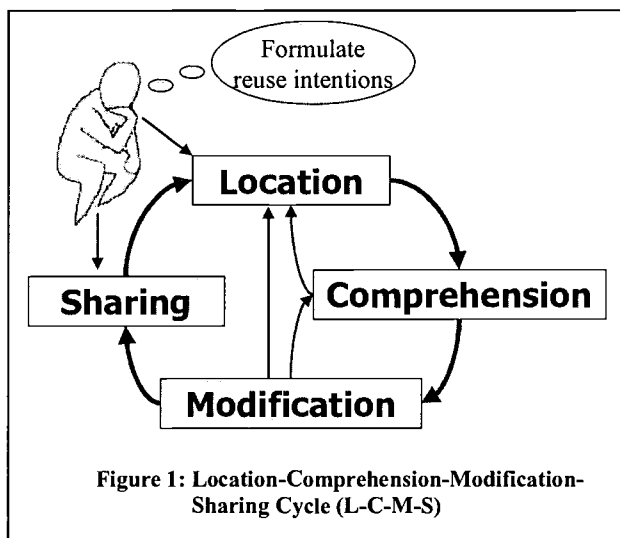 Formulate
reuse intentions
Location
Sharing
Comprehension
Modification
Figure 1: Location-Comprehension-Modification-
Sharing Cycle (L-C-M-S)